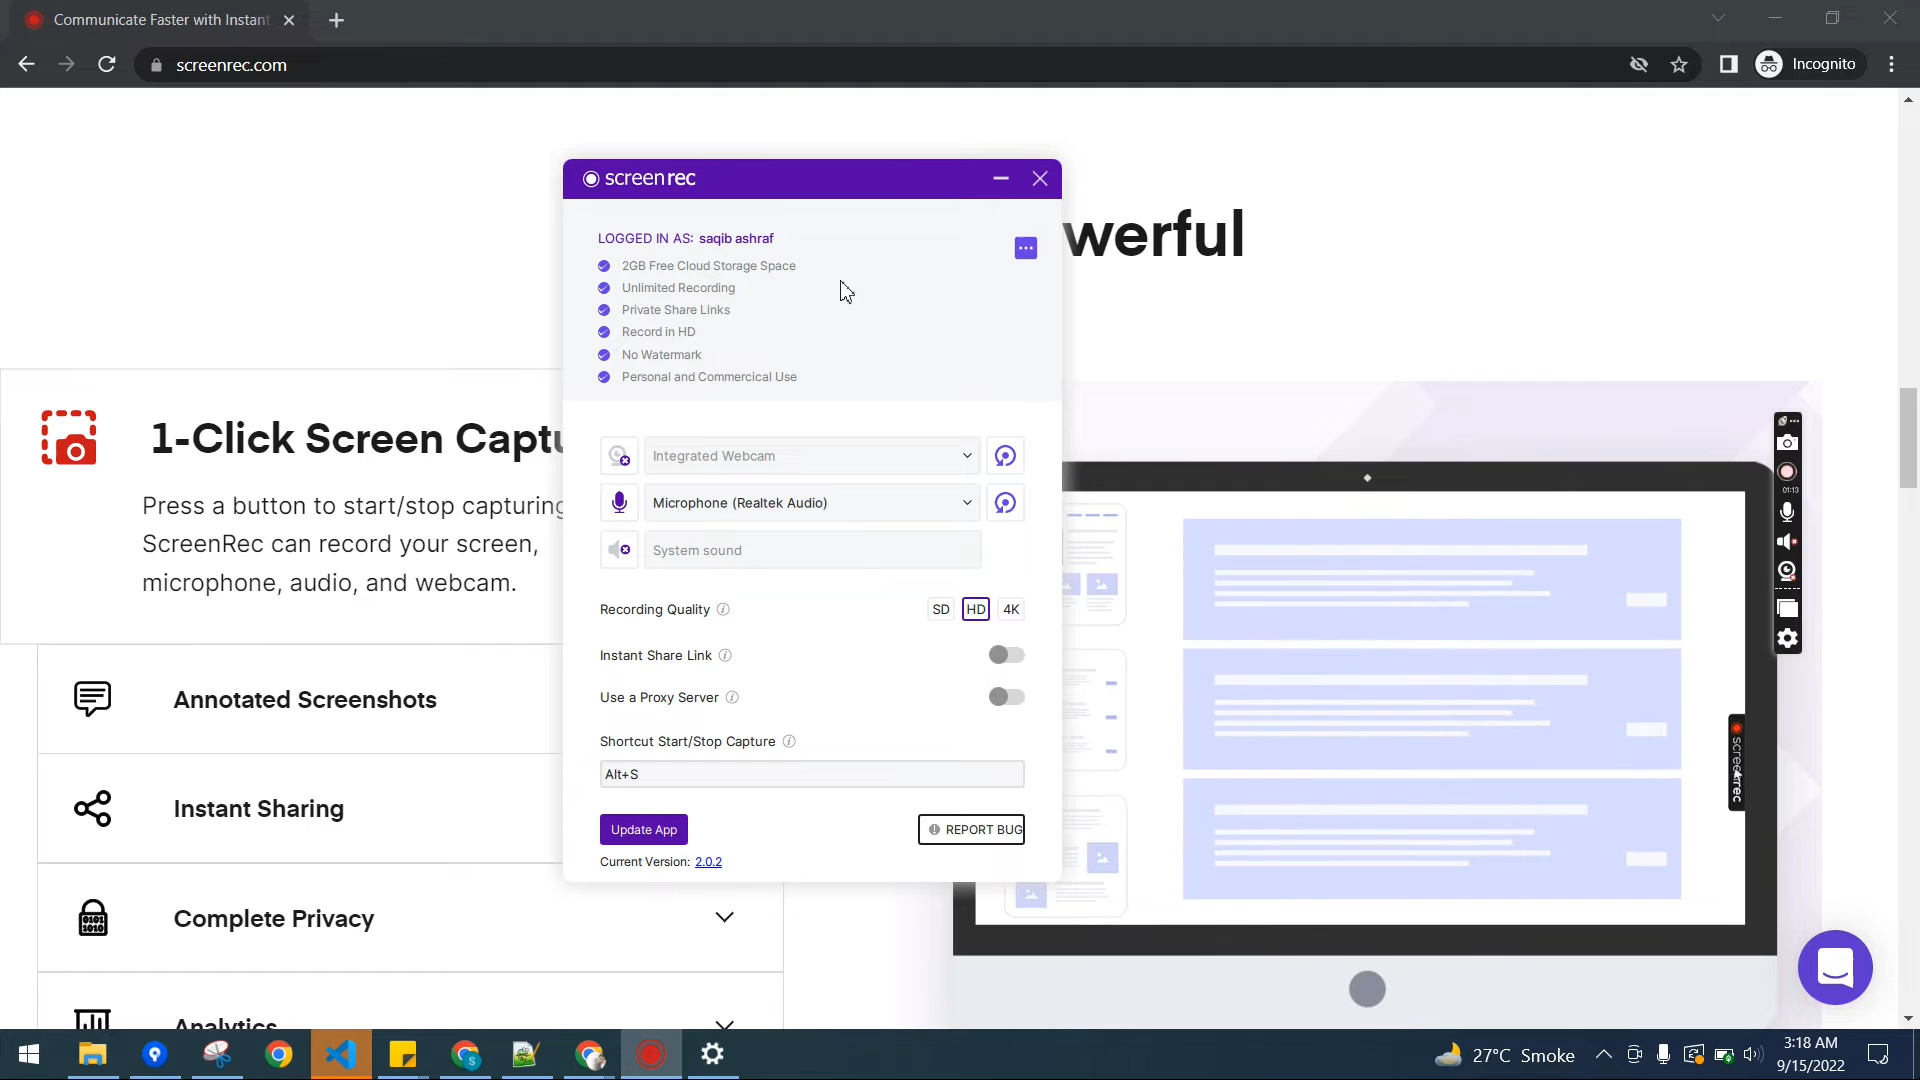 Communicate Faster with Instant
screenrec.com
Incognito
werful
screenrec
LOGGED IN AS: saqib ashraf
2GB Free Cloud Storage Space
Unlimited Recording
Private Share Links
Record in HD
No Watermark
Personal and Commercical Use
Integrated Webcam
Microphone (Realtek Audio)
System sound
Recording Quality
SD HD 4K
Instant Share Link
Use a Proxy Server
Shortcut Start/Stop Capture
Alt+S
Update App
REPORT BUG
Current Version: 2.0.2
1-Click Screen Captu
Press a button to start/stop capturing
ScreenRec can record your screen,
microphone, audio, and webcam.
Annotated Screenshots
Instant Sharing
Complete Privacy
Analytics
01:13
screenrec
27°C Smoke
3:18 AM
9/15/2022